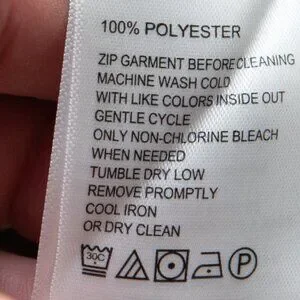 100% POLYESTER
ZIP GARMENT BEFORE CLEANING
MACHINE WASH COLD
WITH LIKE COLORS INSIDE OUT
GENTLE CYCLE
ONLY NON-CHLORINE BLEACH
WHEN NEEDED
TUMBLE DRY LOW
REMOVE PROMPTLY
COOL IRON
OR DRY CLEAN
30C P